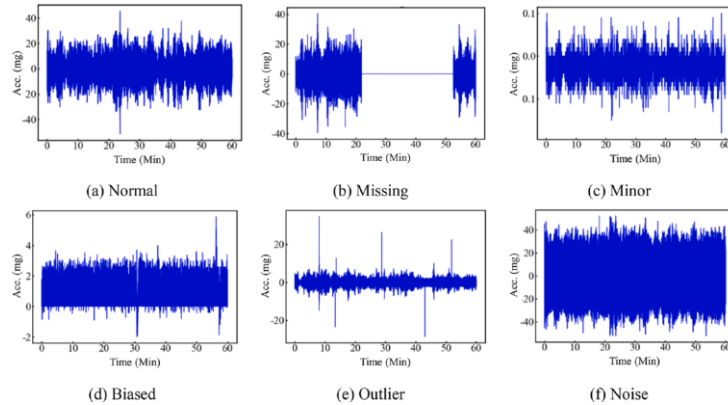 Acc. (mg)
40
20
0
-20
-40
0 10 20 30 40 50 60
Time (Min)
(a) Normal
Acc. (mg)
40
20
0
-20
-40
0 10 20 30 40 50 60
Time (Min)
(b) Missing
Acc. (mg)
0.1
0.0
0.1
0 10 20 30 40 50 60
Time (Min)
(c) Minor
Acc. (mg)
6
4
2
0
-2
0 10 20 30 40 50 60
Time (Min)
(d) Biased
Acc. (mg)
20
0
-20
0 10 20 30 40 50 60
Time (Min)
(e) Outlier
Acc. (mg)
60
40
20
0
-20
-40
-60
0 10 20 30 40 50 60
Time (Min)
(f) Noise